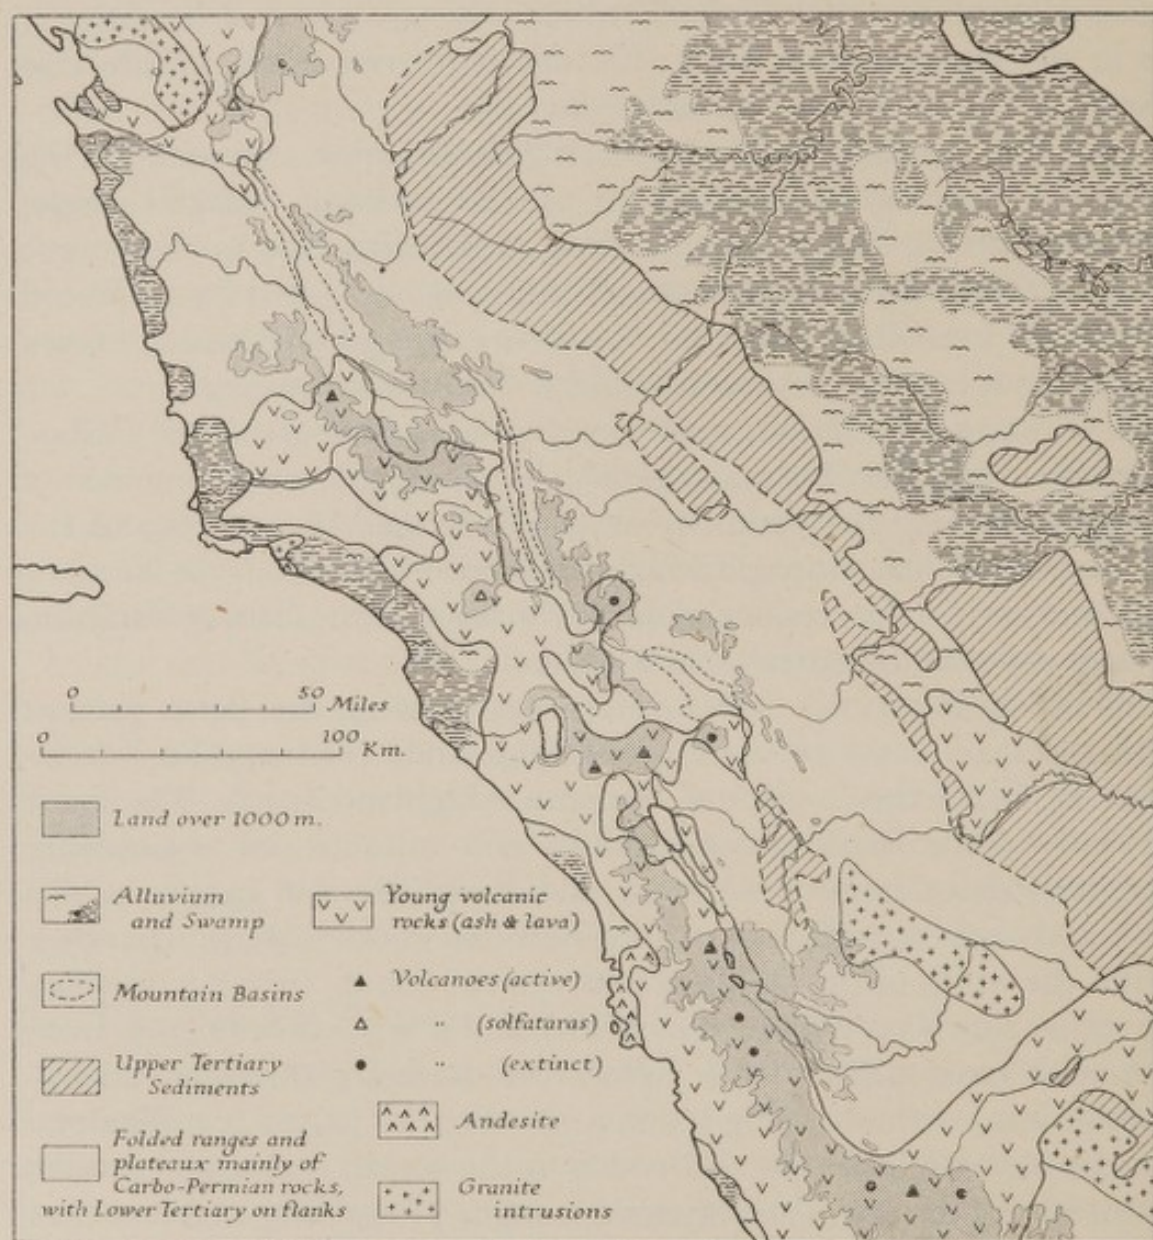 0 50 Miles
0 100 Km.
Land over 1000 m.
Alluvium
and Swamp
Mountain Basins
Upper Tertiary
Sediments
Folded ranges and
plateaux mainly of
Carbo-Permian rocks,
with Lower Tertiary on flanks
Young volcanic
rocks (ash & lava)
Volcanoes (active)
" (solfataras)
" (extinct)
Andesite
Granite
intrusions